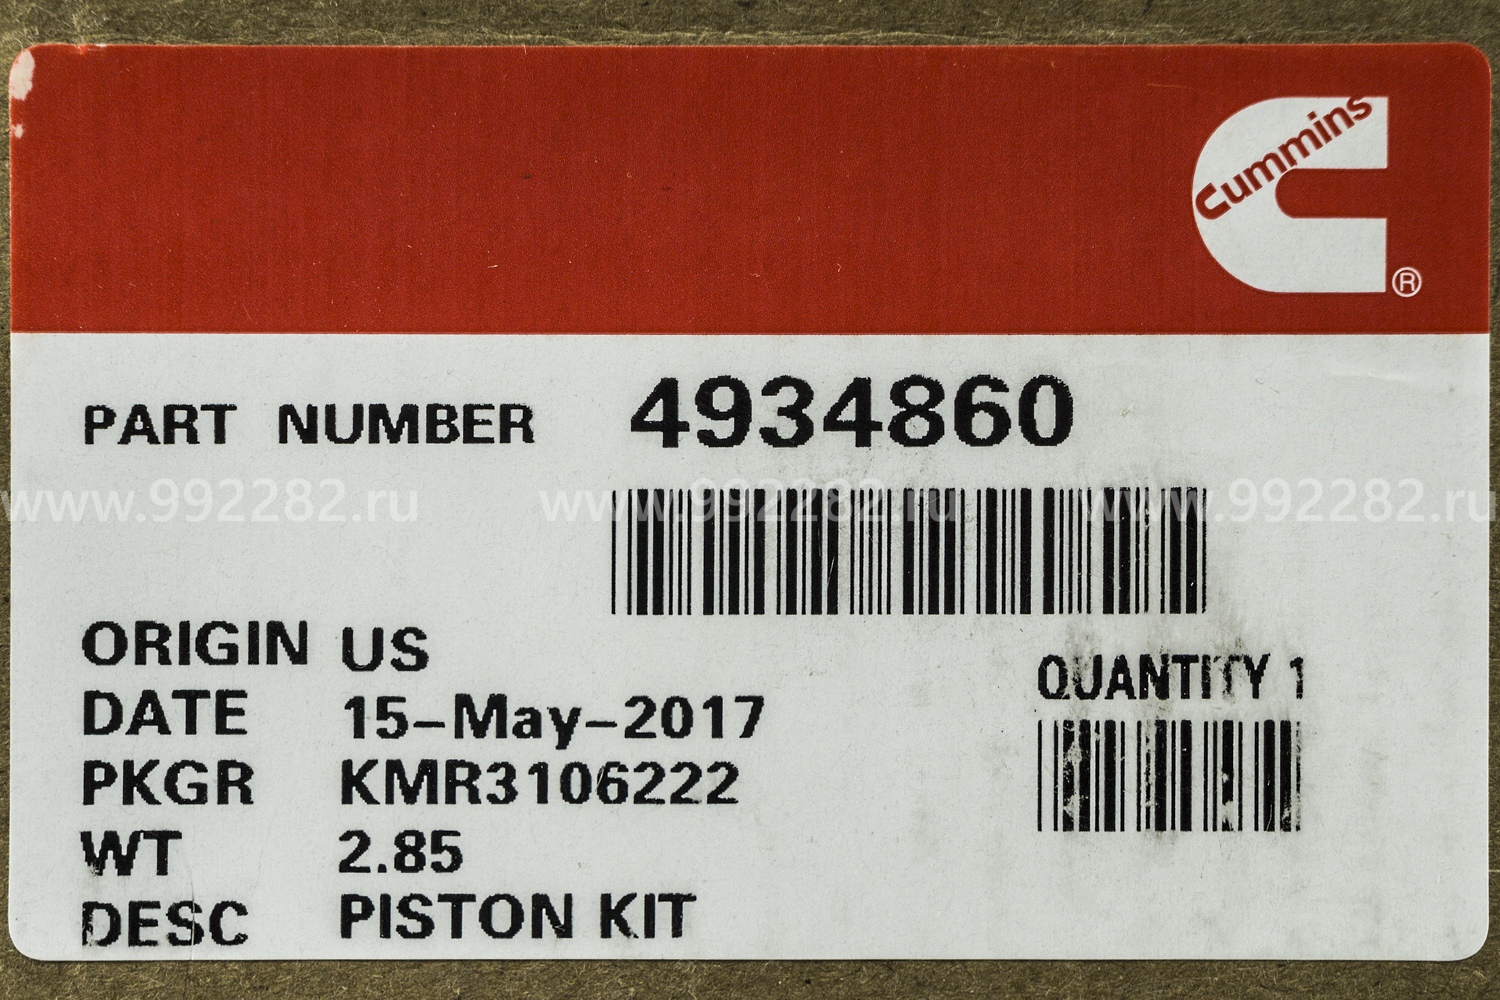 Cummins
®
PART NUMBER 4934860
www.992282.ru www.992282.ru www.992282.ru
ORIGIN US
QUANTITY 1
DATE 15-May-2017
PKGR KMR3106222
WT 2.85
DESC PISTON KIT